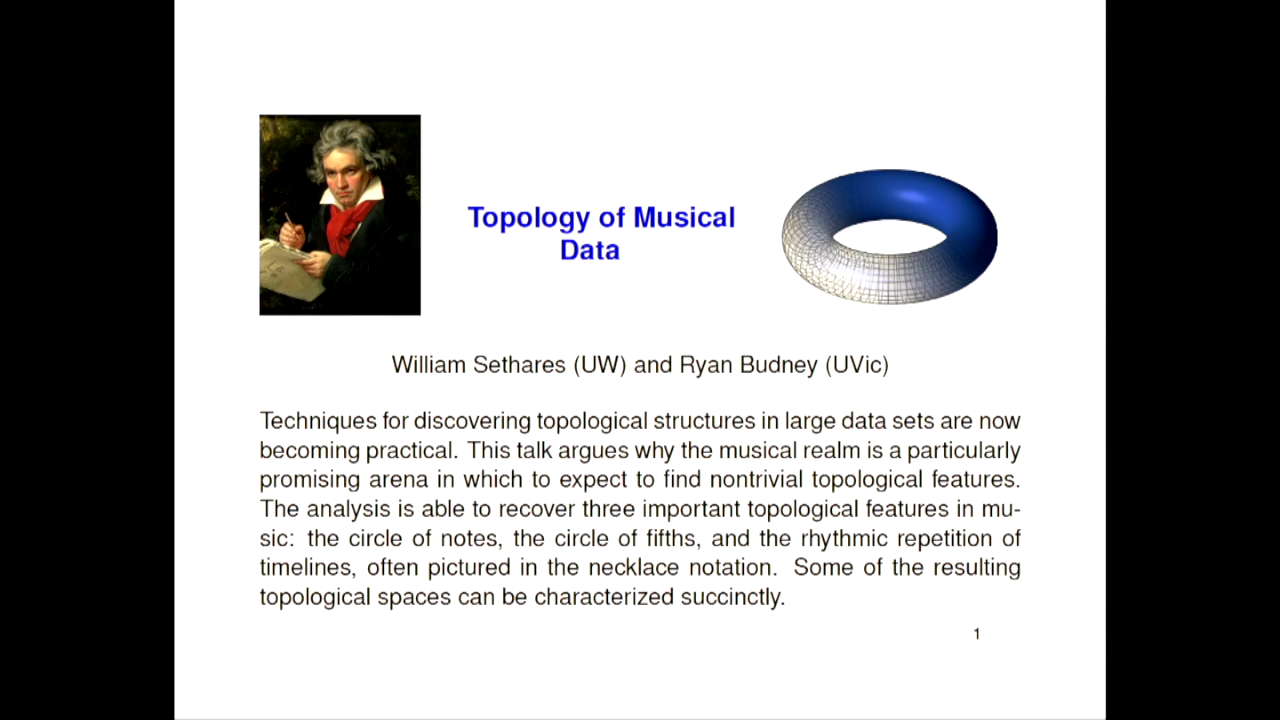 Topology of Musical
Data
William Sethares (UW) and Ryan Budney (UVic)
Techniques for discovering topological structures in large data sets are now
becoming practical. This talk argues why the musical realm is a particularly
promising arena in which to expect to find nontrivial topological features.
The analysis is able to recover three important topological features in mu-
sic: the circle of notes, the circle of fifths, and the rhythmic repetition of
timelines, often pictured in the necklace notation. Some of the resulting
topological spaces can be characterized succinctly.
1